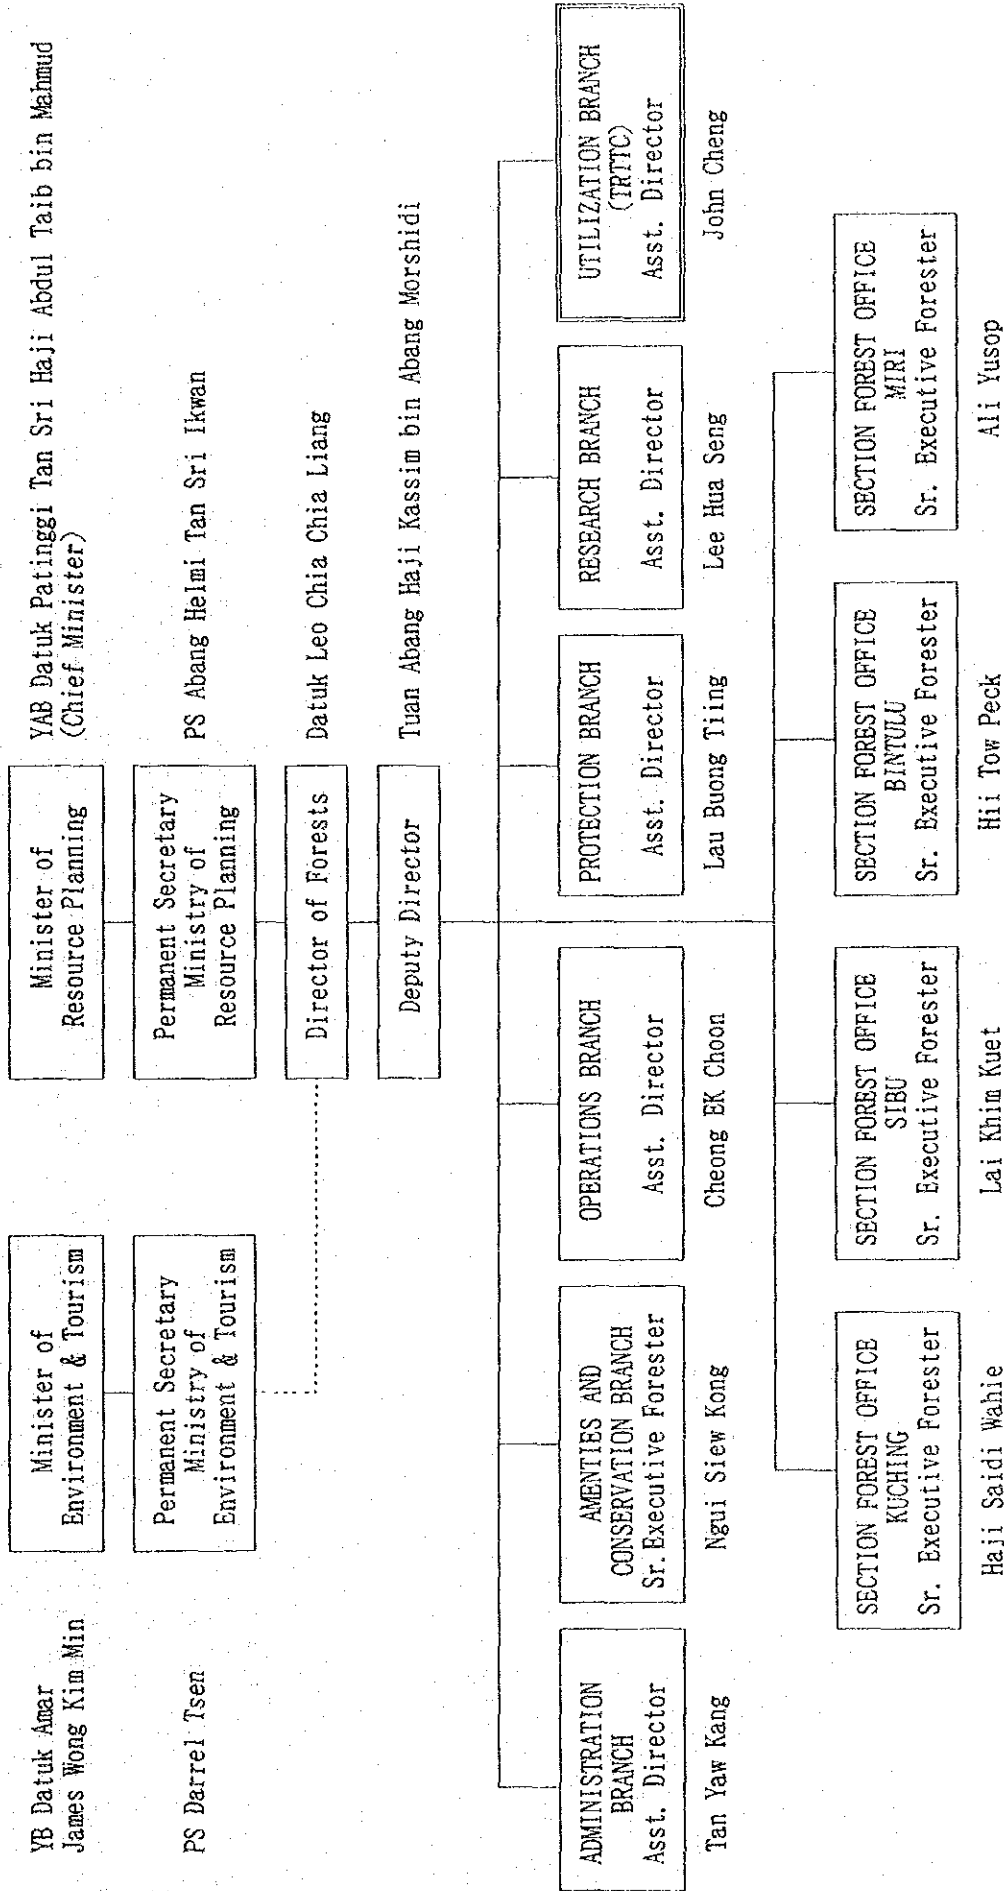 YB Datuk Amar
James Wong Kim Min
Minister of
Environment & Tourism
Minister of
Resource Planning
YAB Datuk Patinggi Tan Sri Haji Abdul Taib bin Mahmud
(Chief Minister)
PS Darrel Tsen
Permanent Secretary
Ministry of
Environment & Tourism
Permanent Secretary
Ministry of
Resource Planning
PS Abang Helmi Tan Sri Ikwan
Director of Forests
Datuk Leo Chia Chia Liang
Deputy Director
Tuan Abang Haji Kassim bin Abang Morshidi
ADMINISTRATION
BRANCH
Asst. Director
Tan Yaw Kang
AMENTIES AND
CONSERVATION BRANCH
Sr. Executive Forester
Ngui Siew Kong
OPERATIONS BRANCH
Asst. Director
Cheong EK Choon
PROTECTION BRANCH
Asst. Director
Lau Buong Tiing
RESEARCH BRANCH
Asst. Director
Lee Hua Seng
UTILIZATION BRANCH
(TRTTC)
Asst. Director
John Cheng
SECTION FOREST OFFICE
KUCHING
Sr. Executive Forester
Haji Saidi Wahie
SECTION FOREST OFFICE
SIBU
Sr. Executive Forester
Lai Khim Kuet
SECTION FOREST OFFICE
BINTULU
Sr. Executive Forester
Hii Tow Peck
SECTION FOREST OFFICE
MIRI
Sr. Executive Forester
Ali Yusop